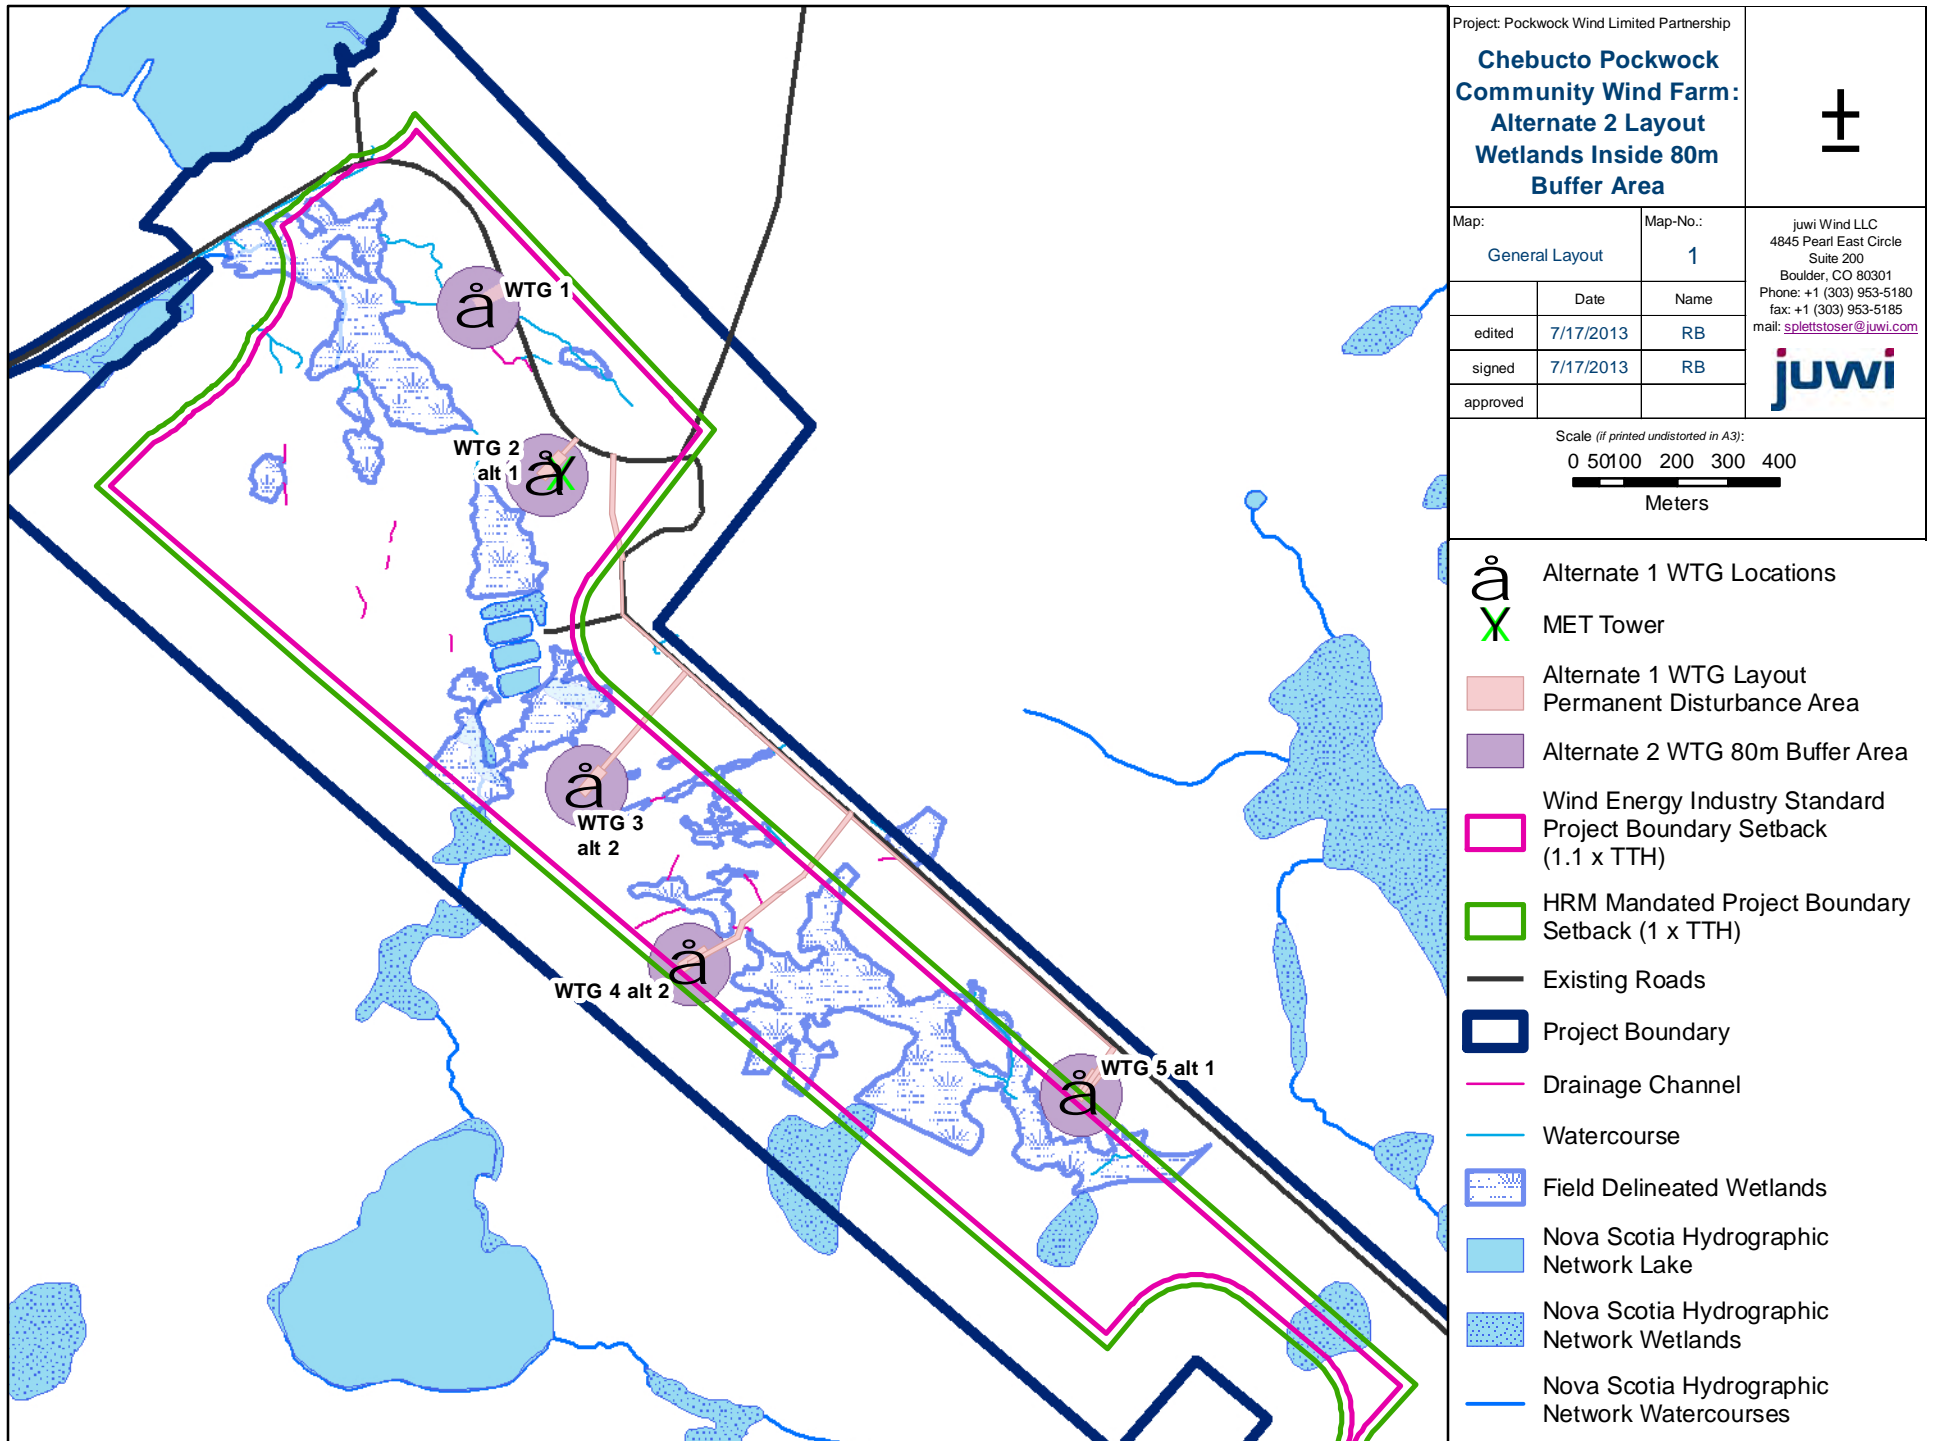 Project: Pockwock Wind Limited Partnership
Chebucto Pockwock
Community Wind Farm:
Alternate 2 Layout
Wetlands Inside 80m
Buffer Area
±
Map:
General Layout
Map-No.:
1
Date
Name
edited
7/17/2013
RB
signed
7/17/2013
RB
approved
juwi Wind LLC
4845 Pearl East Circle
Suite 200
Boulder, CO 80301
Phone: +1 (303) 953-5180
fax: +1 (303) 953-5185
mail: splettstoser@juwi.com
juwi
Scale (if printed undistorted in A3):
0 50100 200 300 400
Meters
å Alternate 1 WTG Locations
MET Tower
Alternate 1 WTG Layout
Permanent Disturbance Area
Alternate 2 WTG 80m Buffer Area
Wind Energy Industry Standard
Project Boundary Setback
(1.1 x TTH)
HRM Mandated Project Boundary
Setback (1 x TTH)
Existing Roads
Project Boundary
Drainage Channel
Watercourse
Field Delineated Wetlands
Nova Scotia Hydrographic
Network Lake
Nova Scotia Hydrographic
Network Wetlands
Nova Scotia Hydrographic
Network Watercourses
å WTG 1
WTG 2
alt 1
å
å
WTG 3
alt 2
å
WTG 4 alt 2
WTG 5 alt 1
å